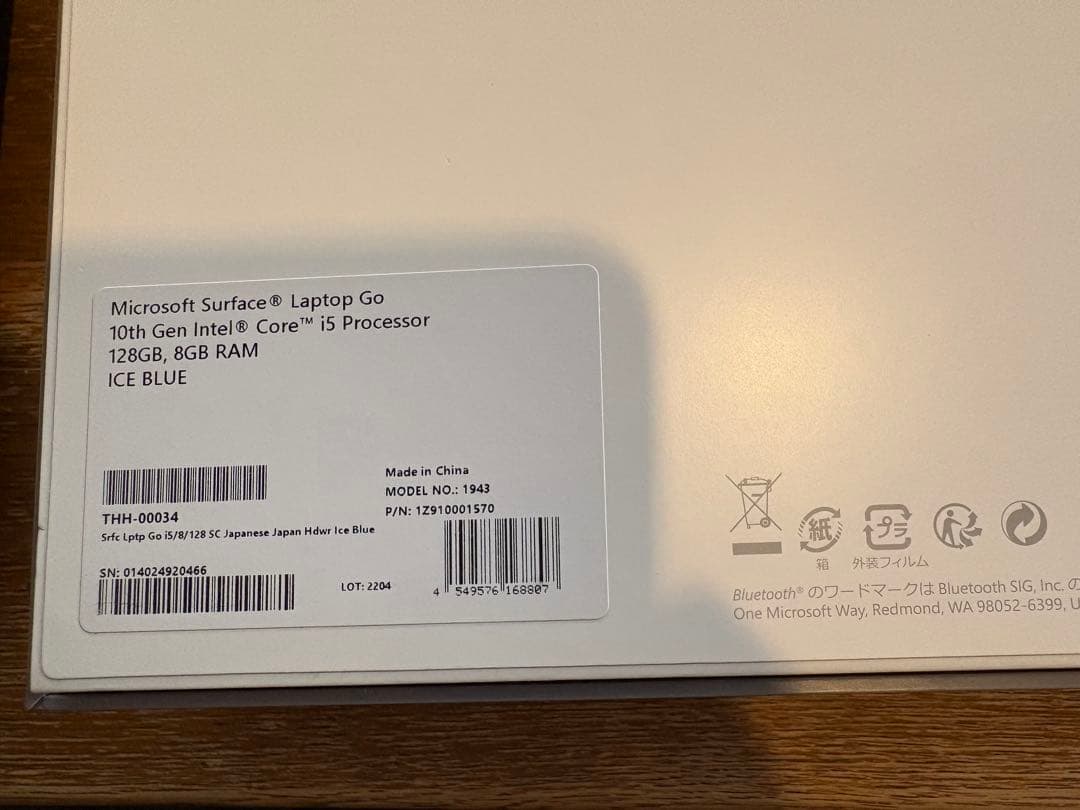 Microsoft Surface® Laptop Go
10th Gen Intel® Core™ i5 Processor
128GB, 8GB RAM
ICE BLUE
THH-00034
Srfc Lptp Go i5/8/128 SC Japanese Japan Hdwr Ice Blue
SN: 014024920466
LOT: 2204
Made in China
MODEL NO.: 1943
P/N: 1Z910001570
4 549576 168807
紙
プラ
箱
外装フィルム
Bluetooth® のワードマークは Bluetooth SIG, Inc. の
One Microsoft Way, Redmond, WA 98052-6399, U